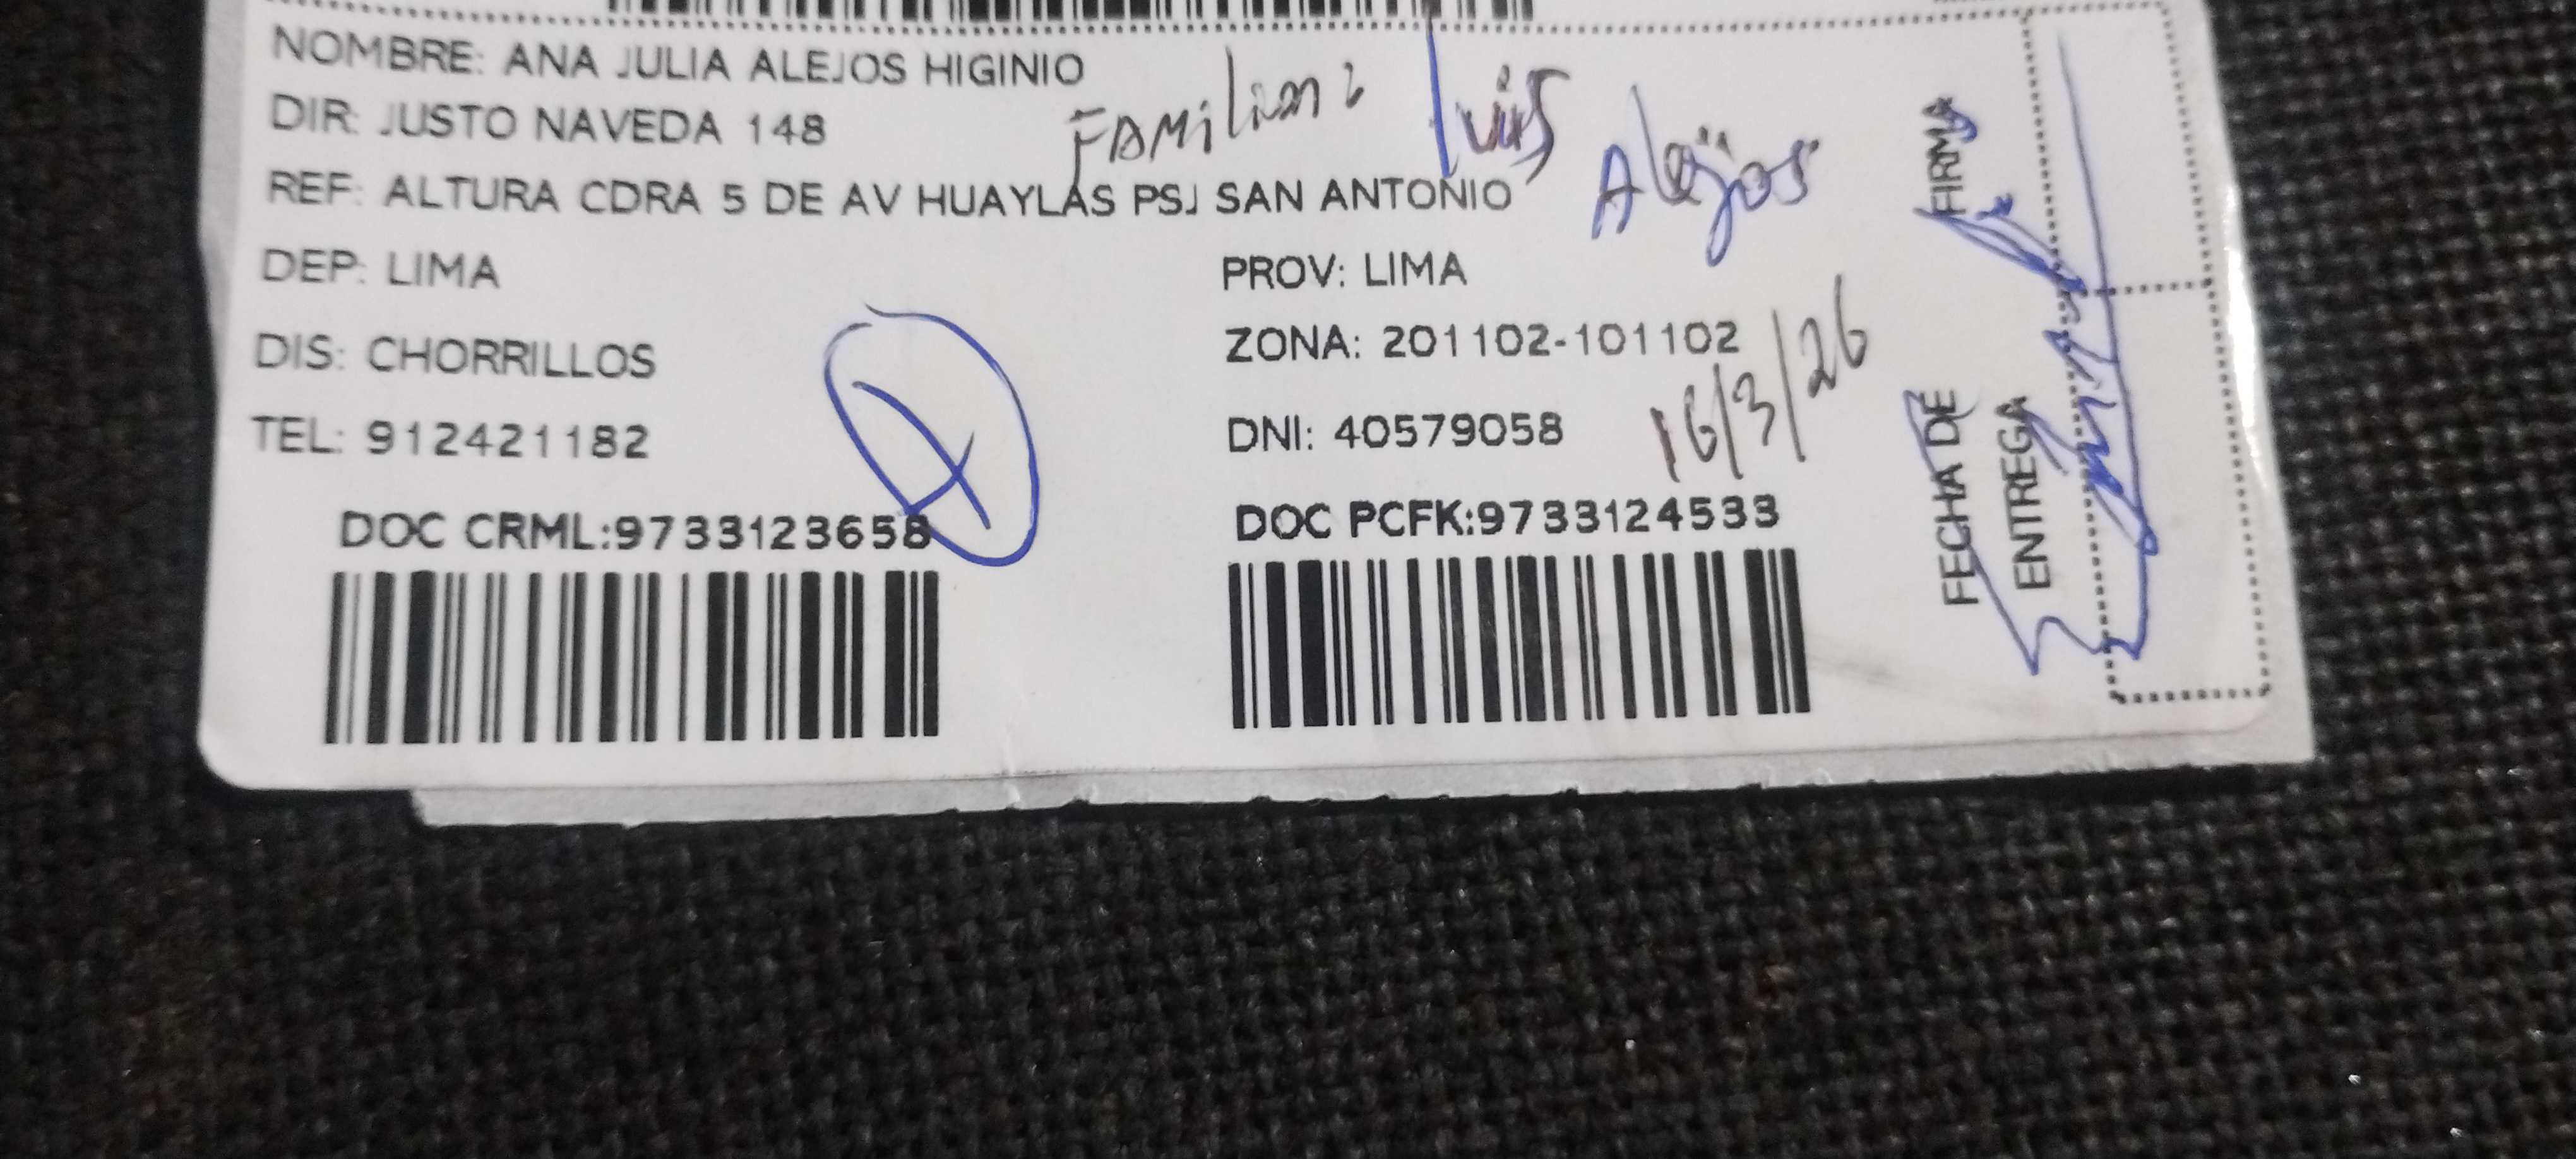 NOMBRE: ANA JULIA ALEJOS HIGINIO
DIR: JUSTO NAVEDA 148
FAMiliar: luis Alejos
REF: ALTURA CDRA 5 DE AV HUAYLAS PSJ SAN ANTONIO
DEP: LIMA
PROV: LIMA
DIS: CHORRILLOS
ZONA: 201102-101102
TEL: 912421182
DNI: 40579058
16/3/26
DOC CRML:9733123658
DOC PCFK:9733124533
FIRMA
FECHA DE
ENTREGA